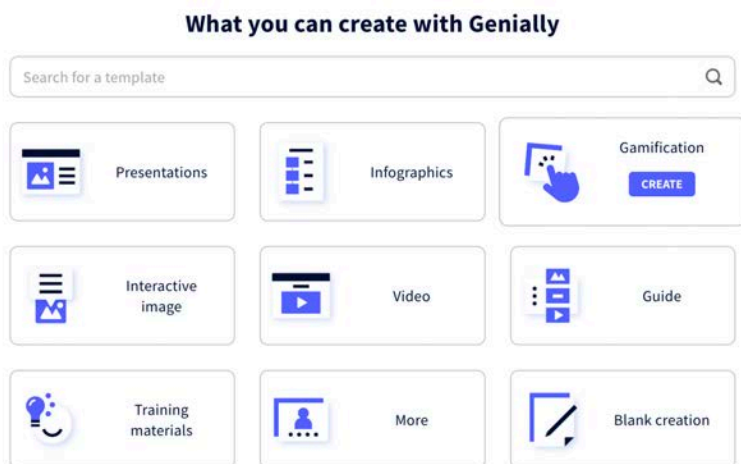 What you can create with Genially
Search for a template
Presentations
Infographics
Gamification
CREATE
Interactive
image
Video
Guide
Training
materials
More
Blank creation